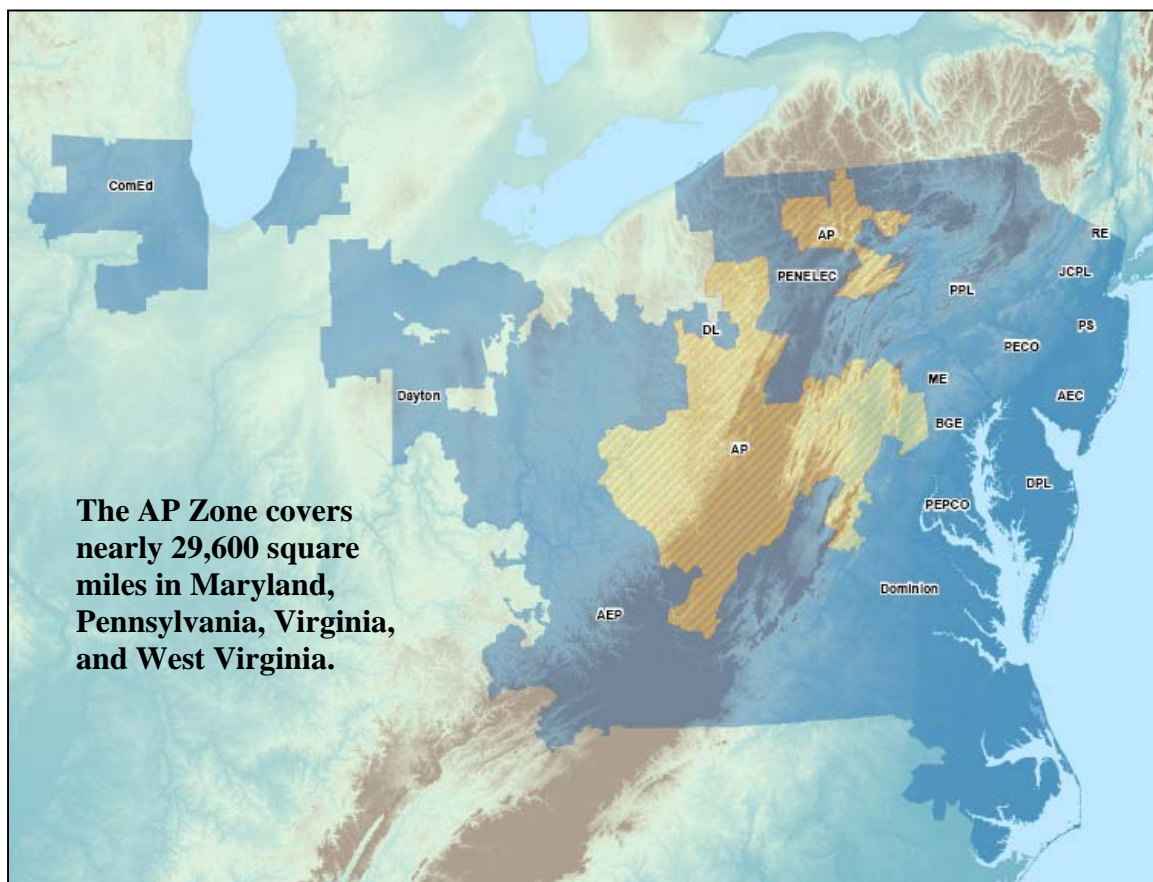 ComEd
AP
RE
JCPL
PENELEC
PPL
DL
PS
PECO
ME
Dayton
AEC
BGE
AP
DPL
PEPCO
The AP Zone covers
nearly 29,600 square
miles in Maryland,
Pennsylvania, Virginia,
and West Virginia.
Dominion
AEP